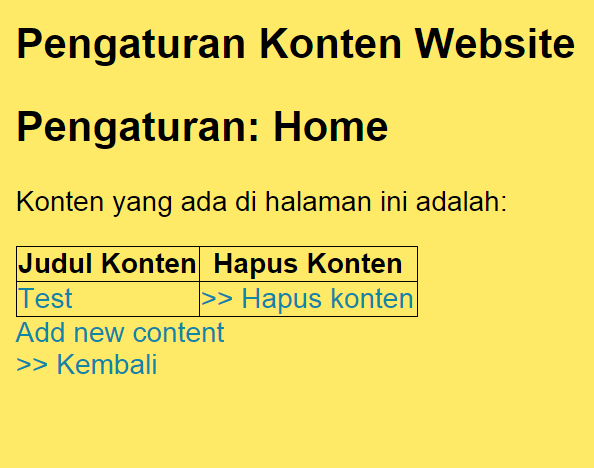 Pengaturan Konten Website
Pengaturan: Home
Konten yang ada di halaman ini adalah:
Judul Konten Hapus Konten
Test >> Hapus konten
Add new content
>> Kembali